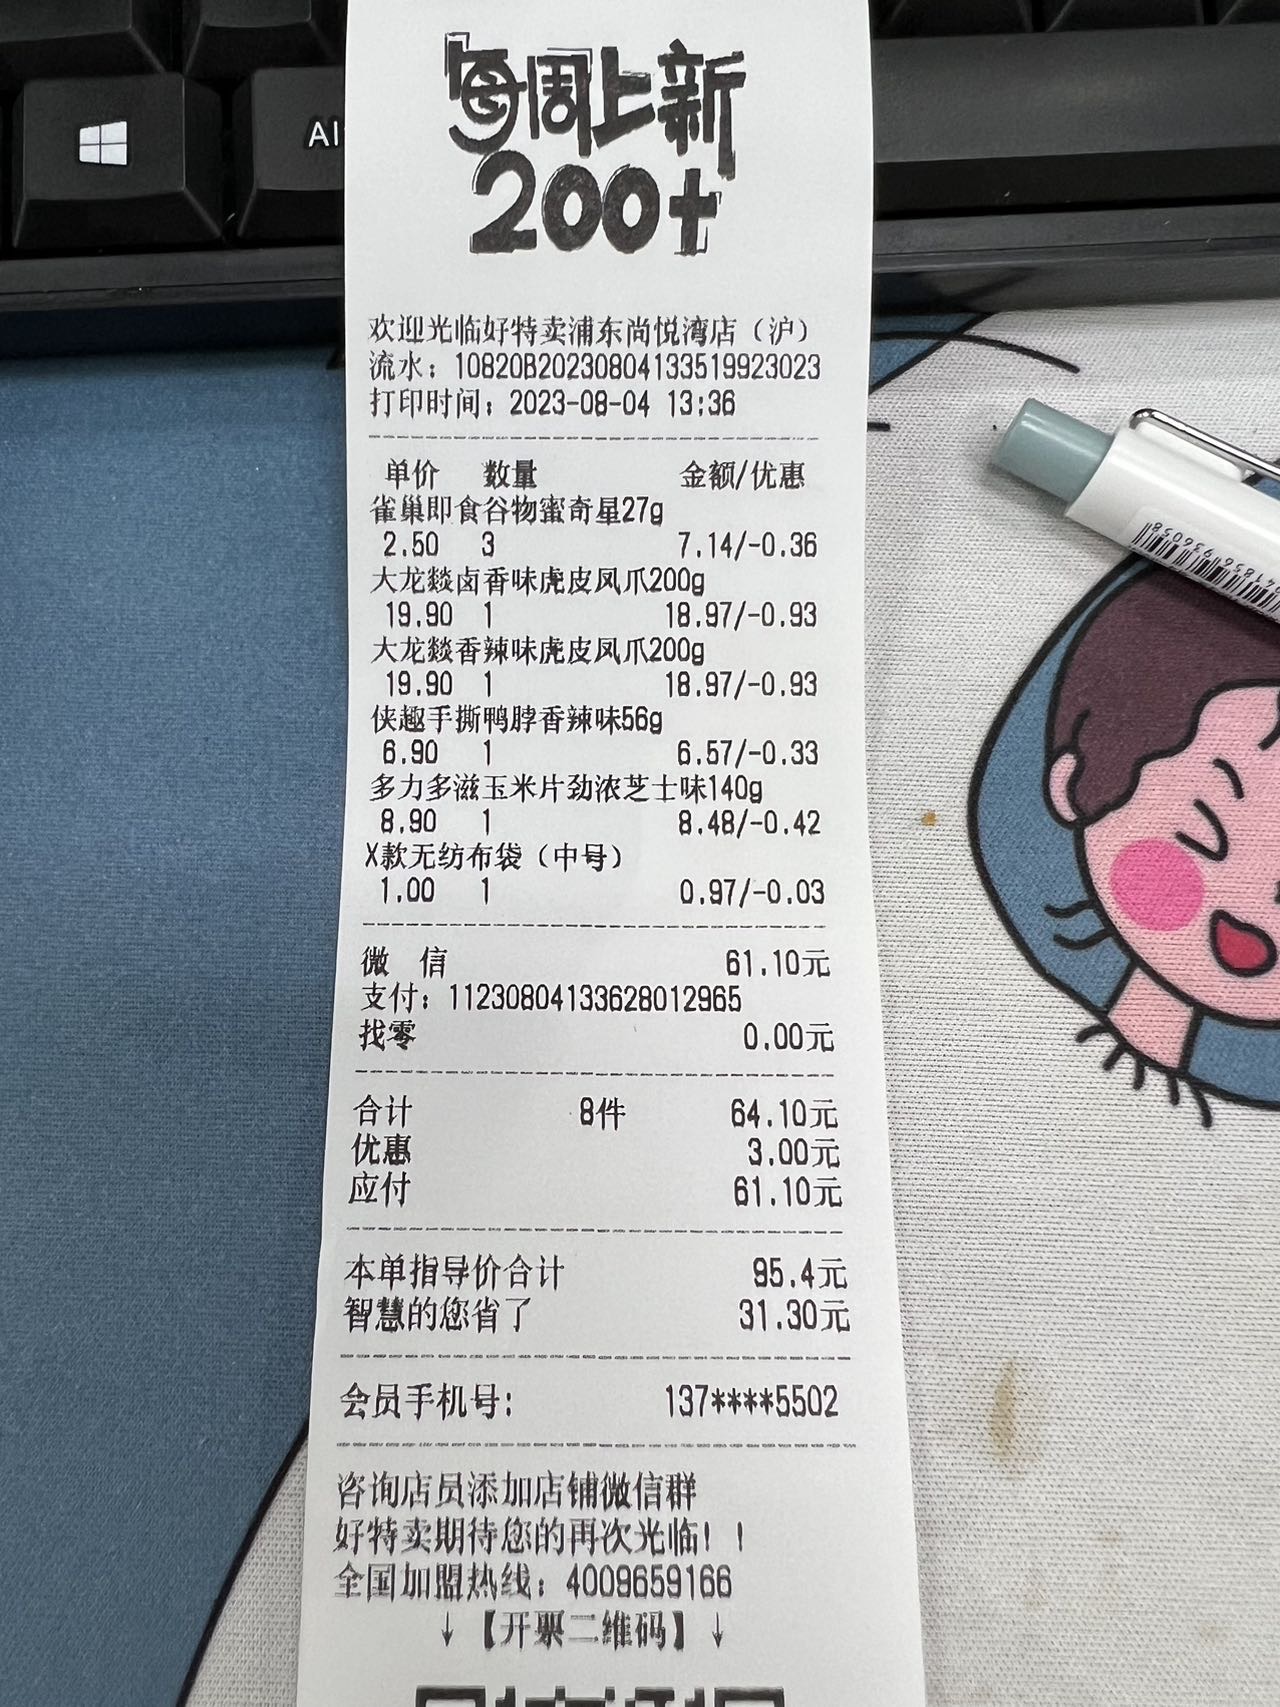 Alt
每周上新
200+
欢迎光临好特卖浦东尚悦湾店（沪）
流水：10820B20230804133519923023
打印时间：2023-08-04 13:36
单价 数量 金额/优惠
雀巢即食谷物蜜奇星27g
2.50 3 7.14/-0.36
大龙燚卤香味虎皮凤爪200g
19.90 1 18.97/-0.93
大龙燚香辣味虎皮凤爪200g
19.90 1 18.97/-0.93
侠趣手撕鸭脖香辣味56g
6.90 1 6.57/-0.33
多力多滋玉米片劲浓芝士味140g
8.90 1 8.48/-0.42
X款无纺布袋（中号）
1.00 1 0.97/-0.03
微 信 61.10元
支付：11230804133628012965
找零 0.00元
合计 8件 64.10元
优惠 3.00元
应付 61.10元
本单指导价合计 95.4元
智慧的您省了 31.30元
会员手机号: 137****5502
咨询店员添加店铺微信群
好特卖期待您的再次光临！！
全国加盟热线：4009659166
↓【开票二维码】↓